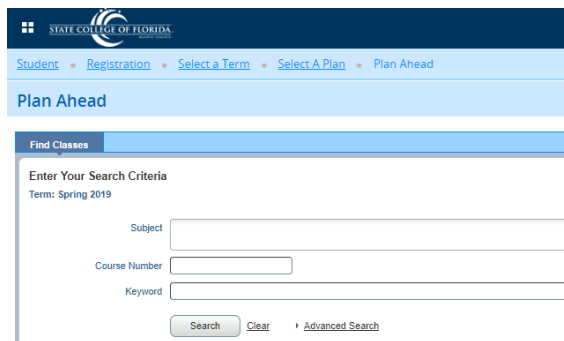 STATE COLLEGE OF FLORIDA
Student • Registration • Select a Term • Select A Plan • Plan Ahead
Plan Ahead
Find Classes
Enter Your Search Criteria
Term: Spring 2019
Subject
Course Number
Keyword
Search Clear Advanced Search